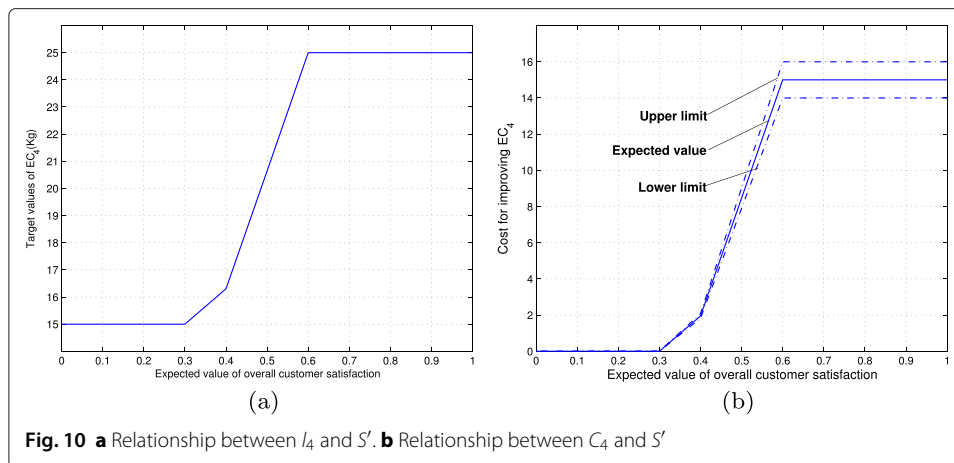 25
24
23
22
21
20
19
18
17
16
15
Target values of EC4(Kg)
0 0.1 0.2 0.3 0.4 0.5 0.6 0.7 0.8 0.9 1
Expected value of overall customer satisfaction
(a)
16
14
12
10
8
6
4
2
0
Cost for improving EC4
Upper limit
Expected value
Lower limit
0 0.1 0.2 0.3 0.4 0.5 0.6 0.7 0.8 0.9 1
Expected value of overall customer satisfaction
(b)
Fig. 10 a Relationship between l4 and S′. b Relationship between C4 and S′